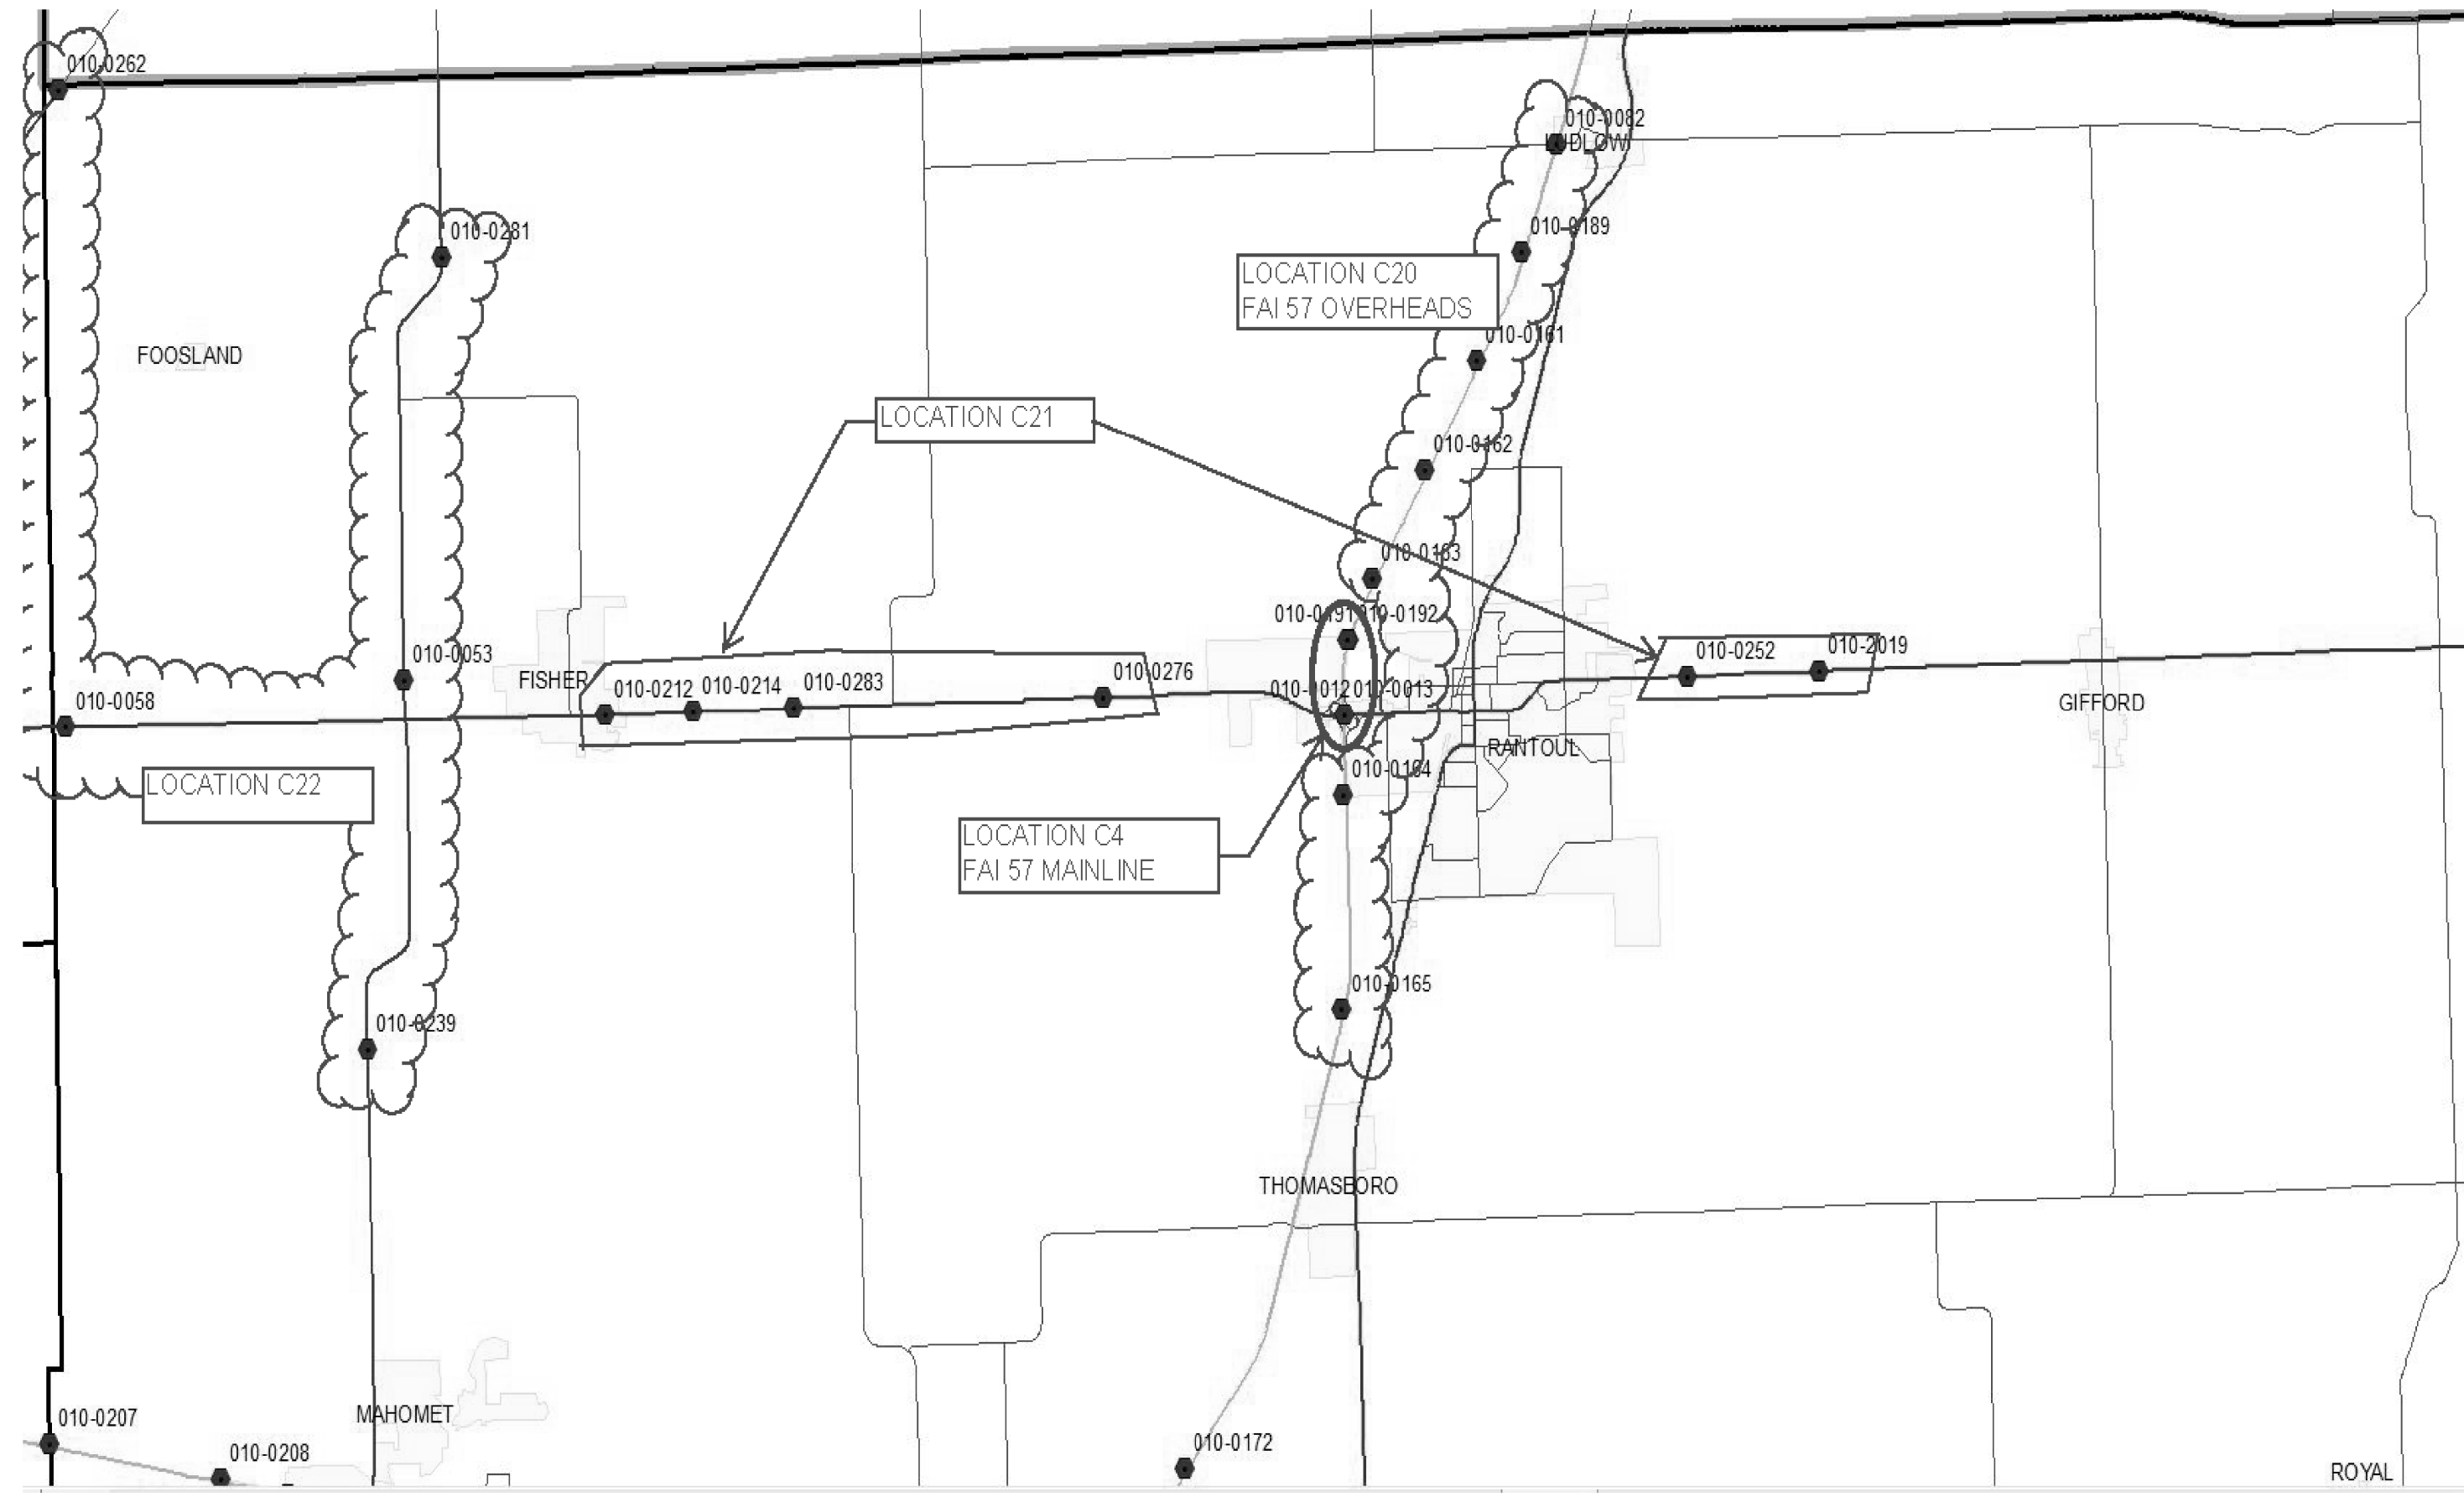 010-0262
010-0082
LUDLOW
010-0281
010-0189
LOCATION C20
FAI 57 OVERHEADS
010-0161
FOOSLAND
LOCATION C21
010-0162
010-0163
010-0191 010-0192
010-0053
FISHER
010-0212 010-0214 010-0283
010-0276
010-0012 010-0013
010-0252
010-2019
GIFFORD
010-0058
RANTOUL
010-0164
LOCATION C22
LOCATION C4
FAI 57 MAINLINE
010-0165
010-0239
THOMASBORO
MAHOMET
010-0207
010-0208
010-0172
ROYAL